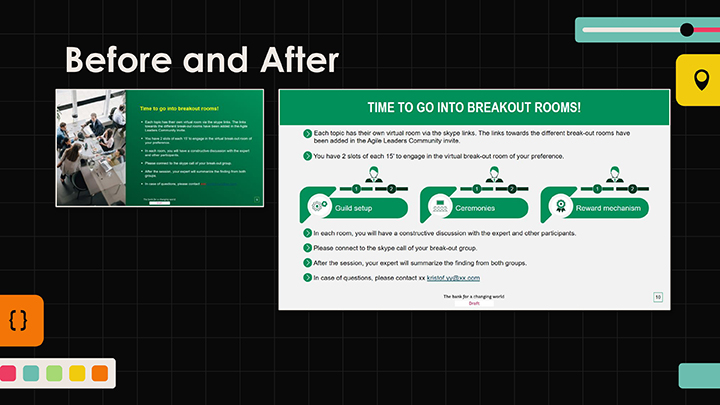 Before and After
Time to go into breakout rooms!
Each topic has their own virtual room via the skype links. The links
towards the different break-out rooms have been added in the Agile
Leaders Community invite.
You have 2 slots of each 15' to engage in the virtual break-out room of
your preference.
In each room, you will have a constructive discussion with the expert
and other participants.
Please connect to the skype call of your break-out group.
After the session, your expert will summarize the finding from both
groups.
In case of questions, please contact
TIME TO GO INTO BREAKOUT ROOMS!
Each topic has their own virtual room via the skype links. The links towards the different break-out rooms have
been added in the Agile Leaders Community invite.
You have 2 slots of each 15' to engage in the virtual break-out room of your preference.
1 2 1 2 1 2
Guild setup Ceremonies Reward mechanism
In each room, you will have a constructive discussion with the expert and other participants.
Please connect to the skype call of your break-out group.
After the session, your expert will summarize the finding from both groups.
In case of questions, please contact xx kristof.yy@xx.com
The bank for a changing world
Draft
10
{}